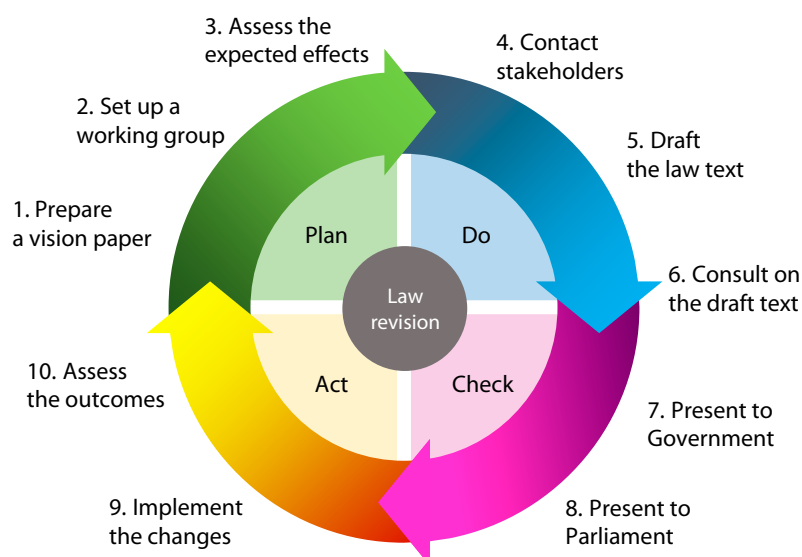 1. Prepare
a vision paper
2. Set up a
working group
3. Assess the
expected effects
4. Contact
stakeholders
5. Draft
the law text
6. Consult on
the draft text
7. Present to
Government
8. Present to
Parliament
9. Implement
the changes
10. Assess
the outcomes
Plan
Do
Check
Act
Law
revision